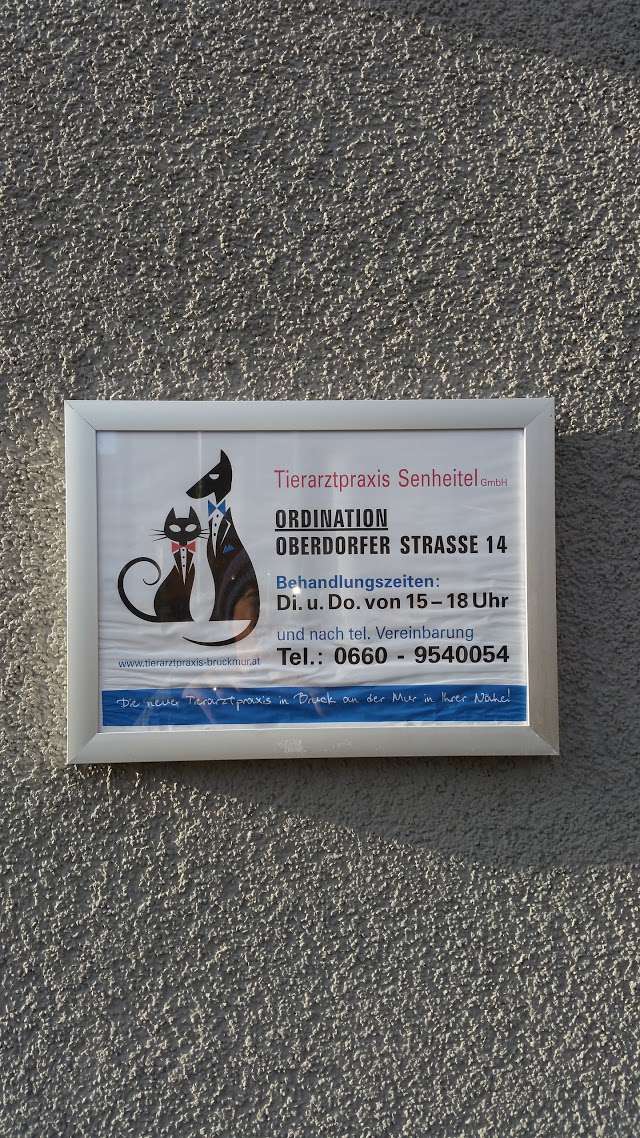 Tierarztpraxis Senheitel GmbH
ORDINATION
OBERDORFER STRASSE 14
Behandlungszeiten:
Di. u. Do. von 15 – 18 Uhr
und nach tel. Vereinbarung
Tel.: 0660 - 9540054
www.tierarztpraxis-bruckmur.at
Die neue Tierarztpraxis in Bruck an der Mur in Ihrer Nähe!